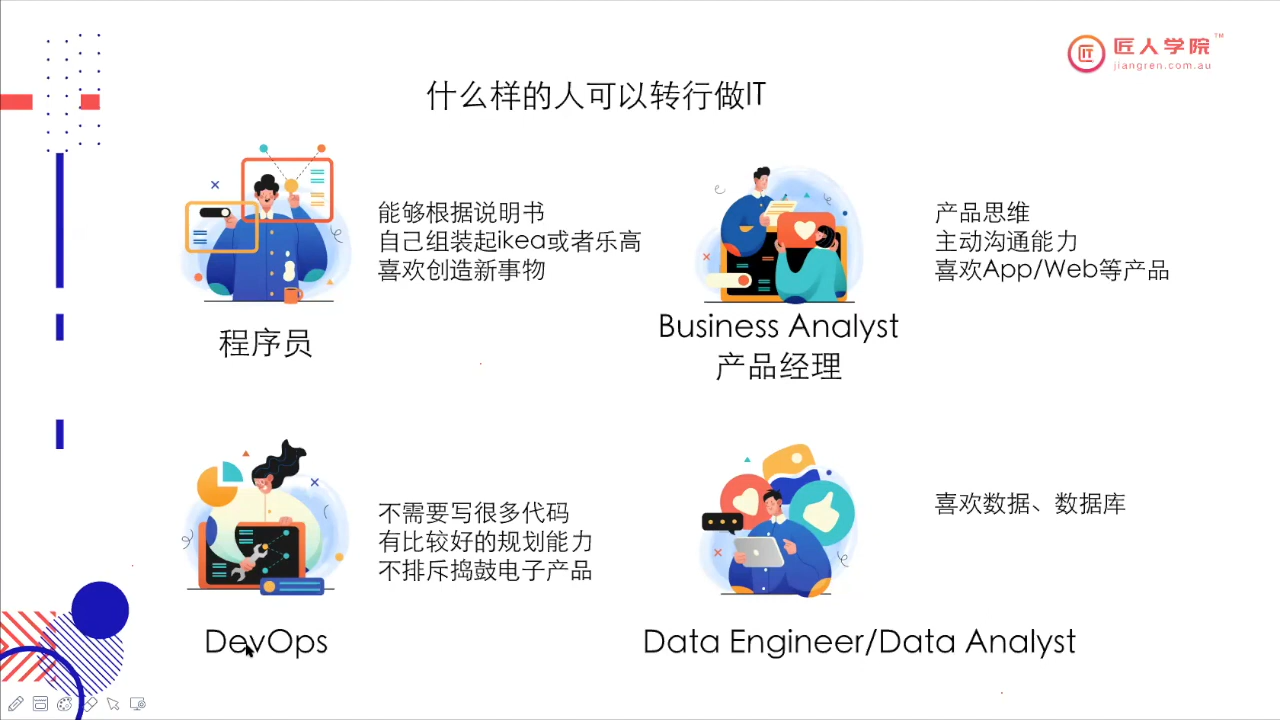 匠人学院 TM
jiangren.com.au
什么样的人可以转行做IT
能够根据说明书
自己组装起ikea或者乐高
喜欢创造新事物
程序员
产品思维
主动沟通能力
喜欢App/Web等产品
Business Analyst
产品经理
不需要写很多代码
有比较好的规划能力
不排斥捣鼓电子产品
DevOps
喜欢数据、数据库
Data Engineer/Data Analyst